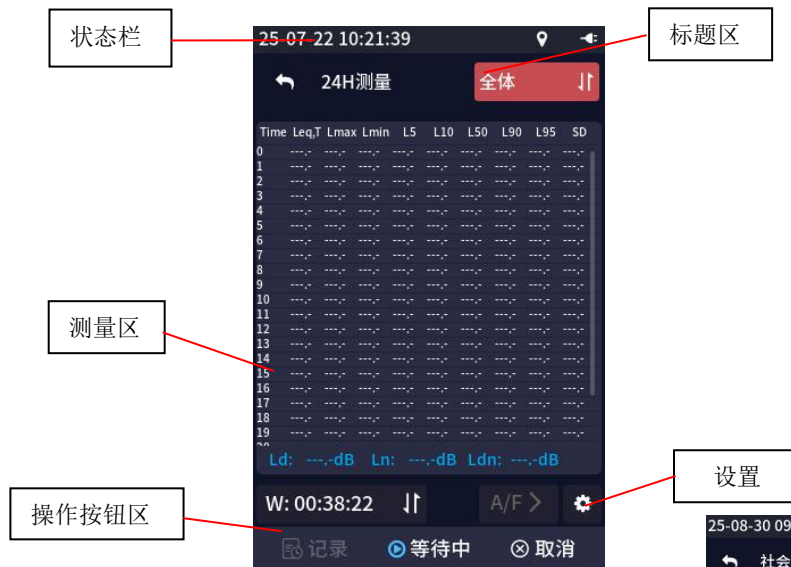 状态栏
标题区
25-07-22 10:21:39
24H测量
全体
Time Leq,T Lmax Lmin L5 L10 L50 L90 L95 SD
0 ---.- ---.- ---.- ---.- ---.- ---.- ---.- ---.- ---.-
1 ---.- ---.- ---.- ---.- ---.- ---.- ---.- ---.- ---.-
2 ---.- ---.- ---.- ---.- ---.- ---.- ---.- ---.- ---.-
3 ---.- ---.- ---.- ---.- ---.- ---.- ---.- ---.- ---.-
4 ---.- ---.- ---.- ---.- ---.- ---.- ---.- ---.- ---.-
5 ---.- ---.- ---.- ---.- ---.- ---.- ---.- ---.- ---.-
6 ---.- ---.- ---.- ---.- ---.- ---.- ---.- ---.- ---.-
7 ---.- ---.- ---.- ---.- ---.- ---.- ---.- ---.- ---.-
8 ---.- ---.- ---.- ---.- ---.- ---.- ---.- ---.- ---.-
9 ---.- ---.- ---.- ---.- ---.- ---.- ---.- ---.- ---.-
10 ---.- ---.- ---.- ---.- ---.- ---.- ---.- ---.- ---.-
11 ---.- ---.- ---.- ---.- ---.- ---.- ---.- ---.- ---.-
12 ---.- ---.- ---.- ---.- ---.- ---.- ---.- ---.- ---.-
13 ---.- ---.- ---.- ---.- ---.- ---.- ---.- ---.- ---.-
14 ---.- ---.- ---.- ---.- ---.- ---.- ---.- ---.- ---.-
15 ---.- ---.- ---.- ---.- ---.- ---.- ---.- ---.- ---.-
16 ---.- ---.- ---.- ---.- ---.- ---.- ---.- ---.- ---.-
17 ---.- ---.- ---.- ---.- ---.- ---.- ---.- ---.- ---.-
18 ---.- ---.- ---.- ---.- ---.- ---.- ---.- ---.- ---.-
19 ---.- ---.- ---.- ---.- ---.- ---.- ---.- ---.- ---.-
测量区
Ld: ---.-dB Ln: ---.-dB Ldn: ---.-dB
设置
W: 00:38:22
A/F
操作按钮区
记录
等待中
取消
25-08-30 09
社会